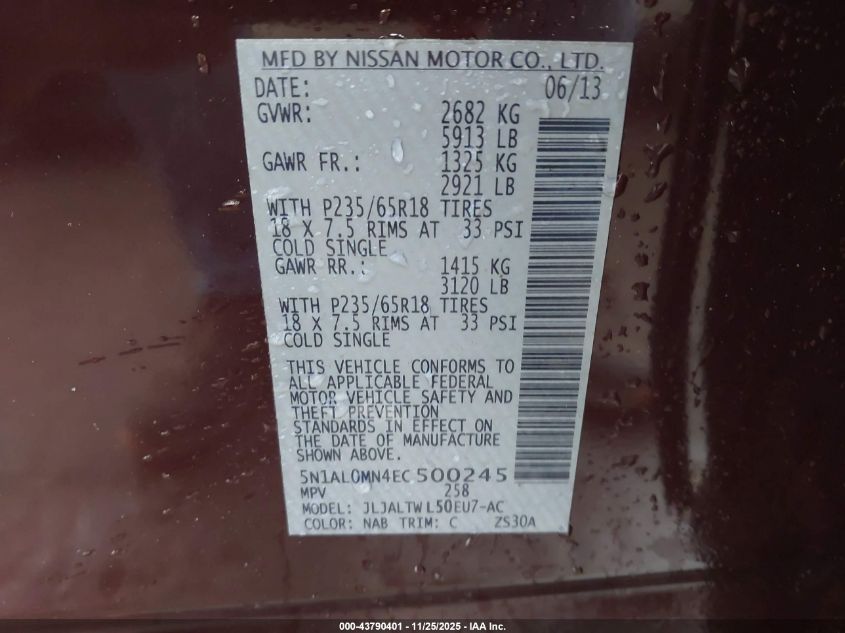 MFD BY NISSAN MOTOR CO., LTD.
DATE: 06/13
GVWR: 2682 KG
5913 LB
GAWR FR.: 1325 KG
2921 LB
WITH P235/65R18 TIRES
18 X 7.5 RIMS AT 33 PSI
COLD SINGLE
GAWR RR.: 1415 KG
3120 LB
WITH P235/65R18 TIRES
18 X 7.5 RIMS AT 33 PSI
COLD SINGLE
THIS VEHICLE CONFORMS TO
ALL APPLICABLE FEDERAL
MOTOR VEHICLE SAFETY AND
THEFT PREVENTION
STANDARDS IN EFFECT ON
THE DATE OF MANUFACTURE
SHOWN ABOVE.
5N1AL0MN4EC500245
MPV 258
MODEL: JLJALTWL50EU7-AC
COLOR: NAB TRIM: C ZS30A
000-43790401 - 11/25/2025 - IAA Inc.